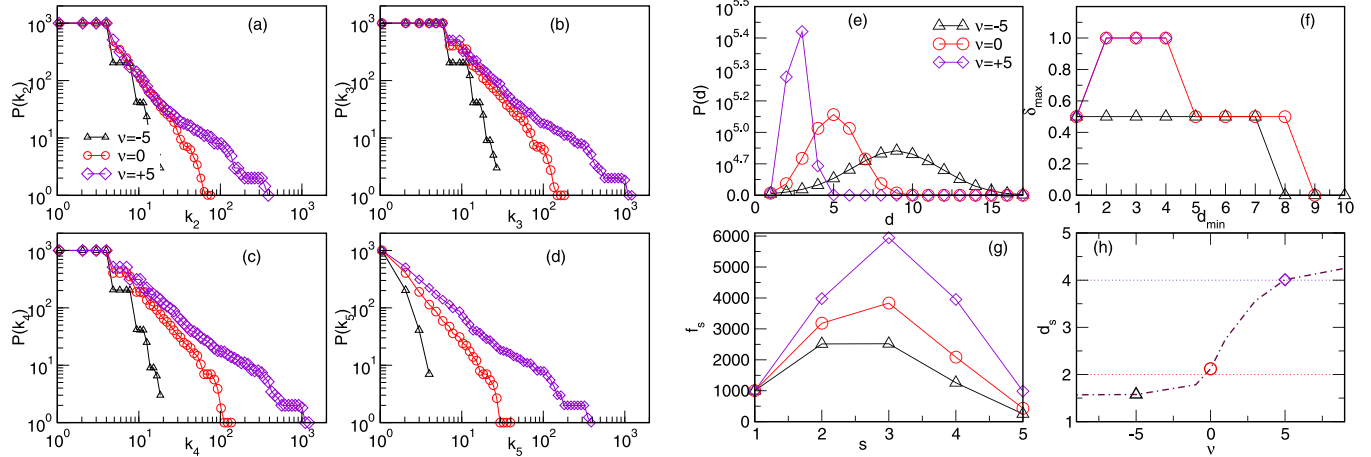 (a)
P(k2)
10^3
10^2
10^1
10^0
ν=-5
ν=0
ν=+5
10^0 10^1 10^2 10^3
k2
(b)
P(k3)
10^3
10^2
10^1
10^0
10^0 10^1 10^2 10^3
k3
(c)
P(k4)
10^3
10^2
10^1
10^0
10^0 10^1 10^2 10^3
k4
(d)
P(k5)
10^3
10^2
10^1
10^0
10^0 10^1 10^2 10^3
k5
(e)
P(d)
10^5.5
10^5.4
10^5.3
10^5.2
10^5.0
10^4.7
0.0
ν=-5
ν=0
ν=+5
0 5 10 15
d
(f)
δmax
1.0
0.8
0.6
0.4
0.2
0.0
1 2 3 4 5 6 7 8 9 10
dmin
(g)
fs
6000
5000
4000
3000
2000
1000
0
1 2 3 4 5
s
(h)
ds
5
4
3
2
1
-5 0 5
ν